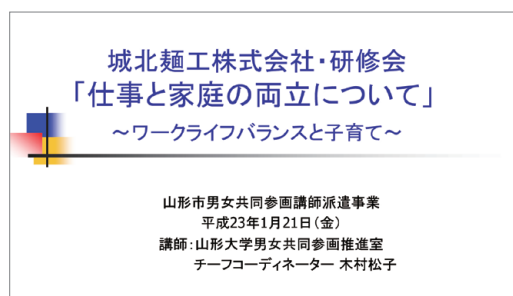 城北麺工株式会社・研修会
「仕事と家庭の両立について」
～ワークライフバランスと子育て～
山形市男女共同参画講師派遣事業
平成23年1月21日(金)
講師:山形大学男女共同参画推進室
チーフコーディネーター 木村松子